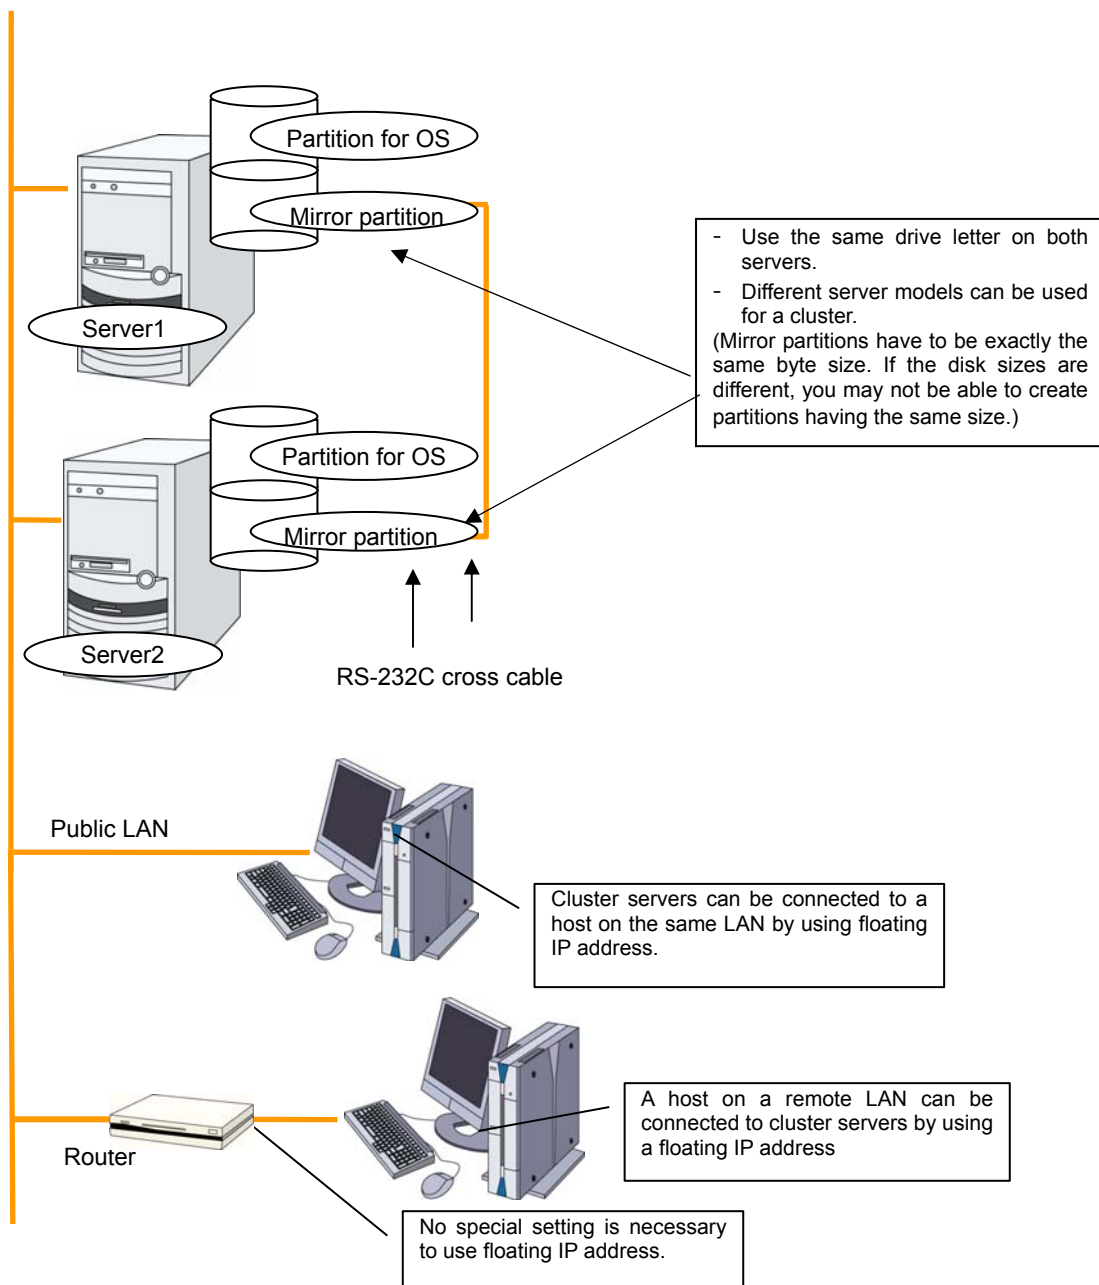 Partition for OS
Mirror partition
Server1
- Use the same drive letter on both
servers.
- Different server models can be used
for a cluster.
(Mirror partitions have to be exactly the
same byte size. If the disk sizes are
different, you may not be able to create
partitions having the same size.)
Partition for OS
Mirror partition
Server2
RS-232C cross cable
Public LAN
Cluster servers can be connected to a
host on the same LAN by using floating
IP address.
Router
A host on a remote LAN can be
connected to cluster servers by using
a floating IP address
No special setting is necessary
to use floating IP address.